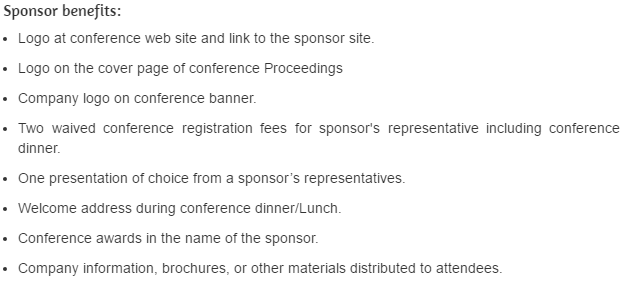 Sponsor benefits:
• Logo at conference web site and link to the sponsor site.
• Logo on the cover page of conference Proceedings
• Company logo on conference banner.
• Two waived conference registration fees for sponsor's representative including conference
dinner.
• One presentation of choice from a sponsor’s representatives.
• Welcome address during conference dinner/Lunch.
• Conference awards in the name of the sponsor.
• Company information, brochures, or other materials distributed to attendees.